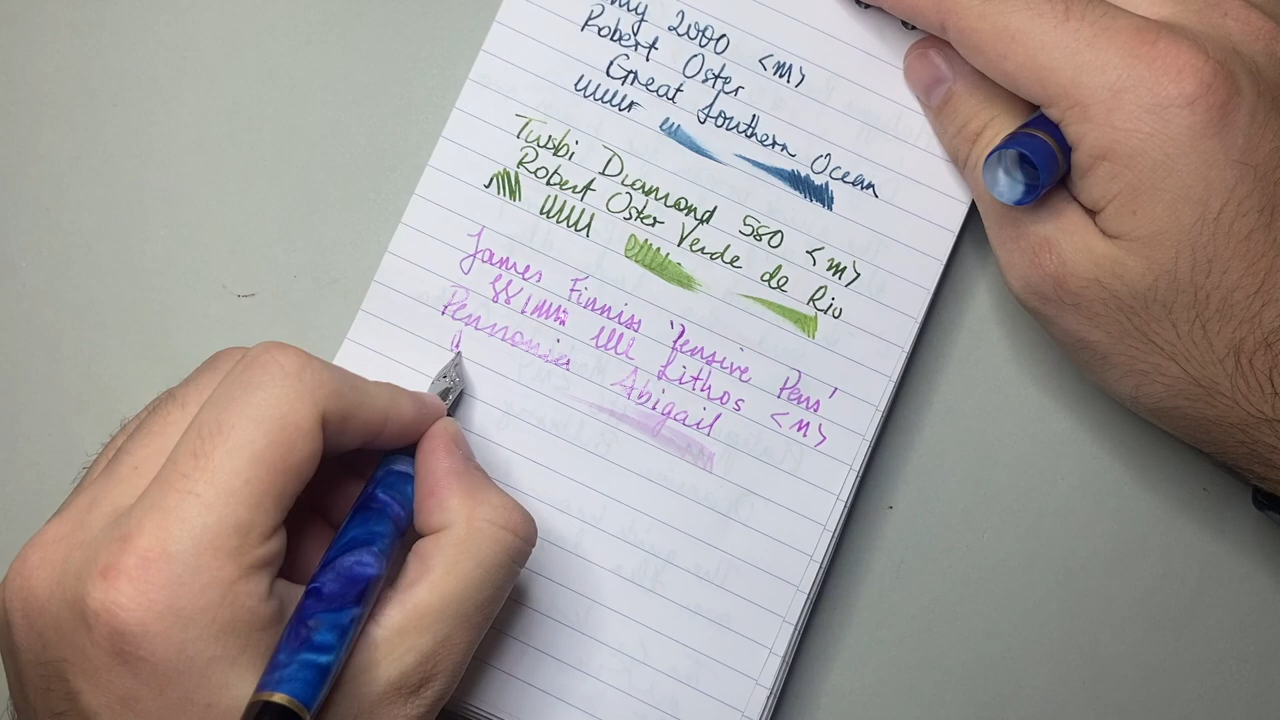 my 2000 <m>
Robert Oster
Great Southern Ocean
Twsbi Diamond 580 <m>
Robert Oster Verde de Rio
James Finniss 'Pensive Pens'
Lithos <M>
Abigail